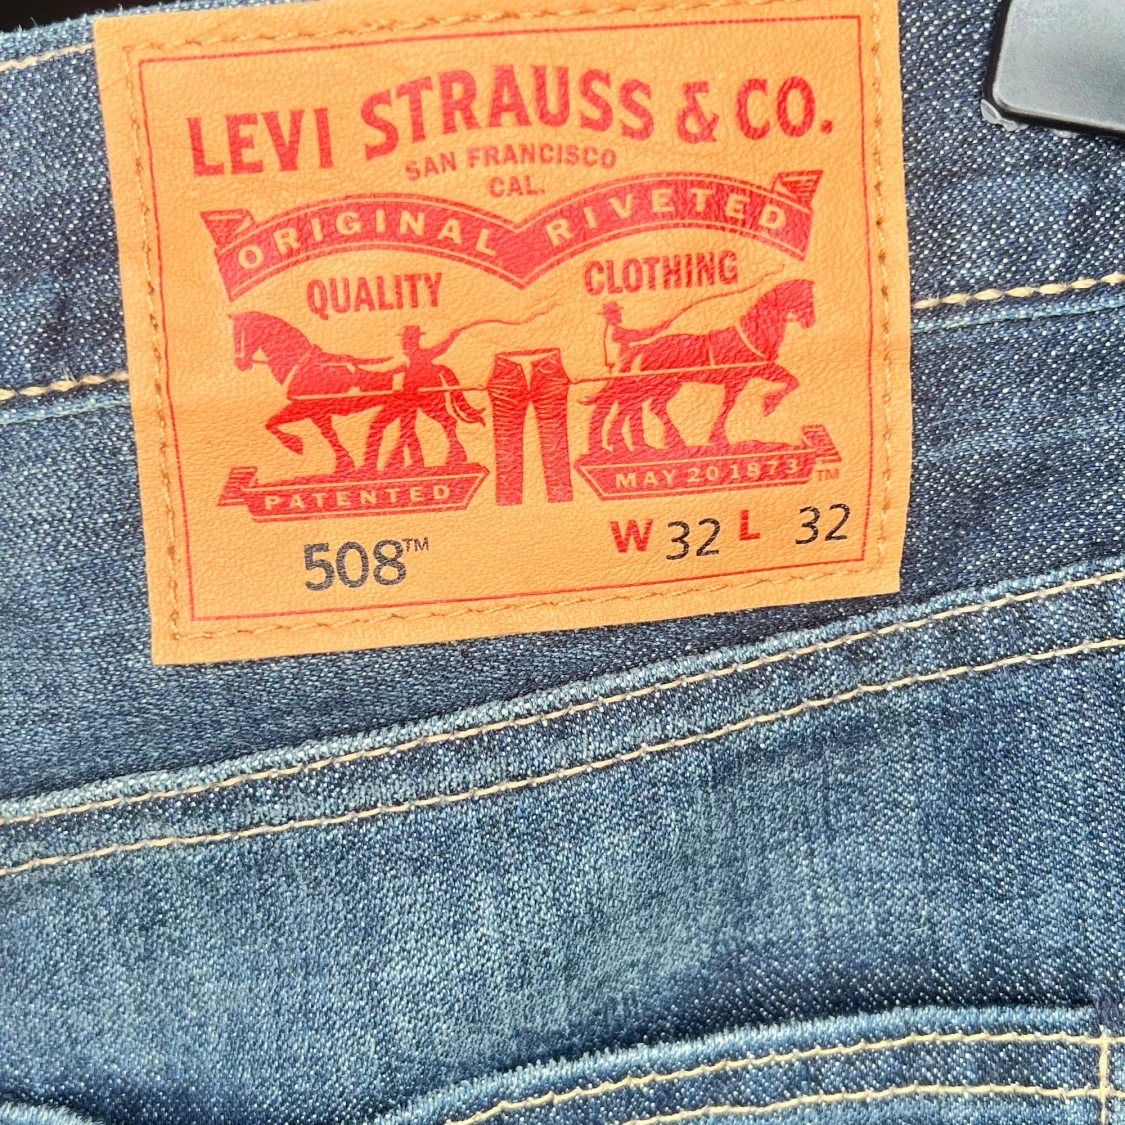 LEVI STRAUSS & CO.
SAN FRANCISCO
CAL.
ORIGINAL RIVETED
QUALITY CLOTHING
PATENTED MAY 20 1873 ™
508™ W 32 L 32